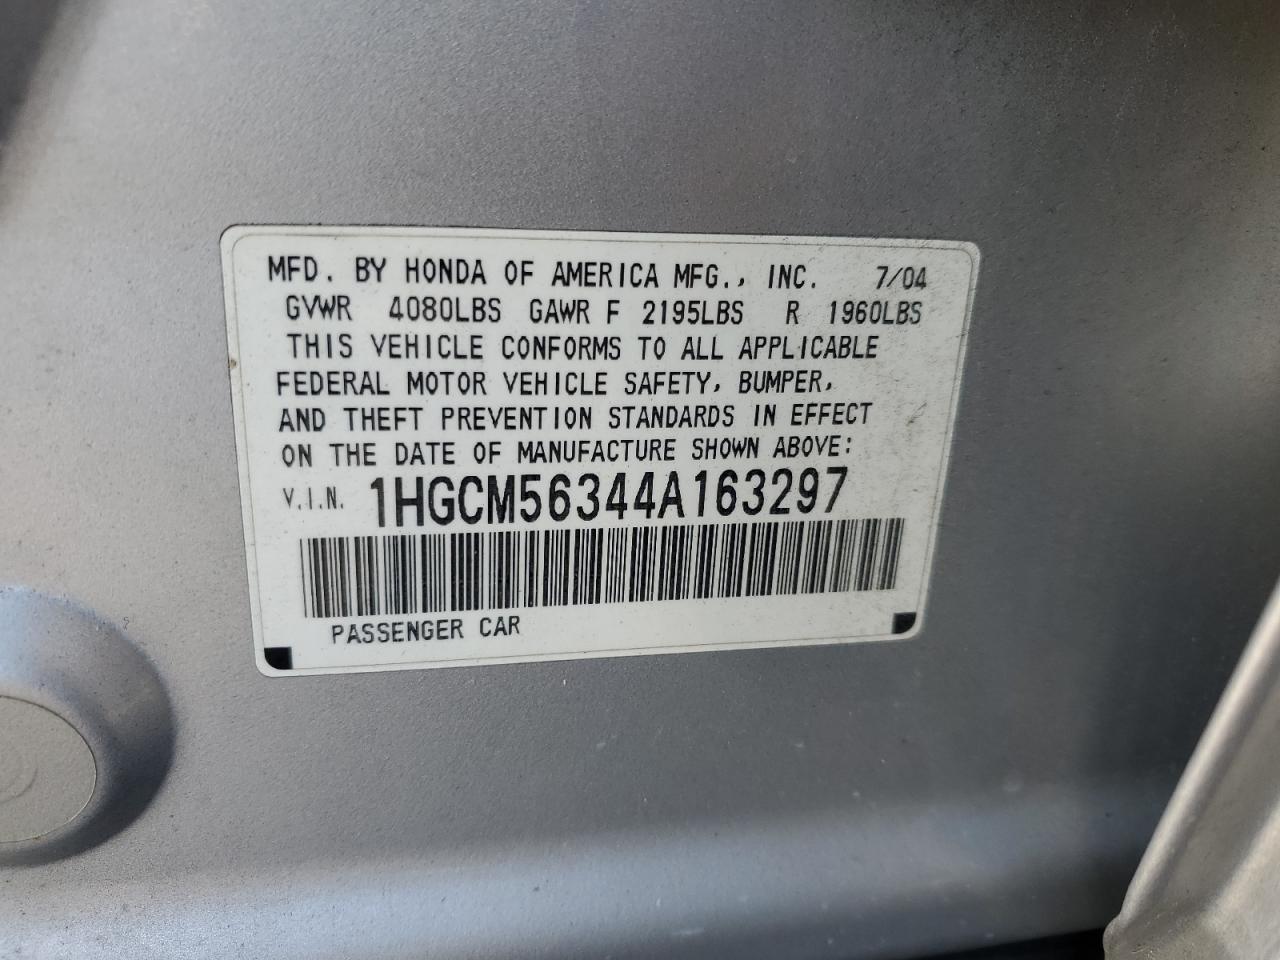 MFD. BY HONDA OF AMERICA MFG., INC. 7/04
GVWR 4080LBS GAWR F 2195LBS R 1960LBS
THIS VEHICLE CONFORMS TO ALL APPLICABLE
FEDERAL MOTOR VEHICLE SAFETY, BUMPER,
AND THEFT PREVENTION STANDARDS IN EFFECT
ON THE DATE OF MANUFACTURE SHOWN ABOVE:
V.I.N. 1HGCM56344A163297
PASSENGER CAR